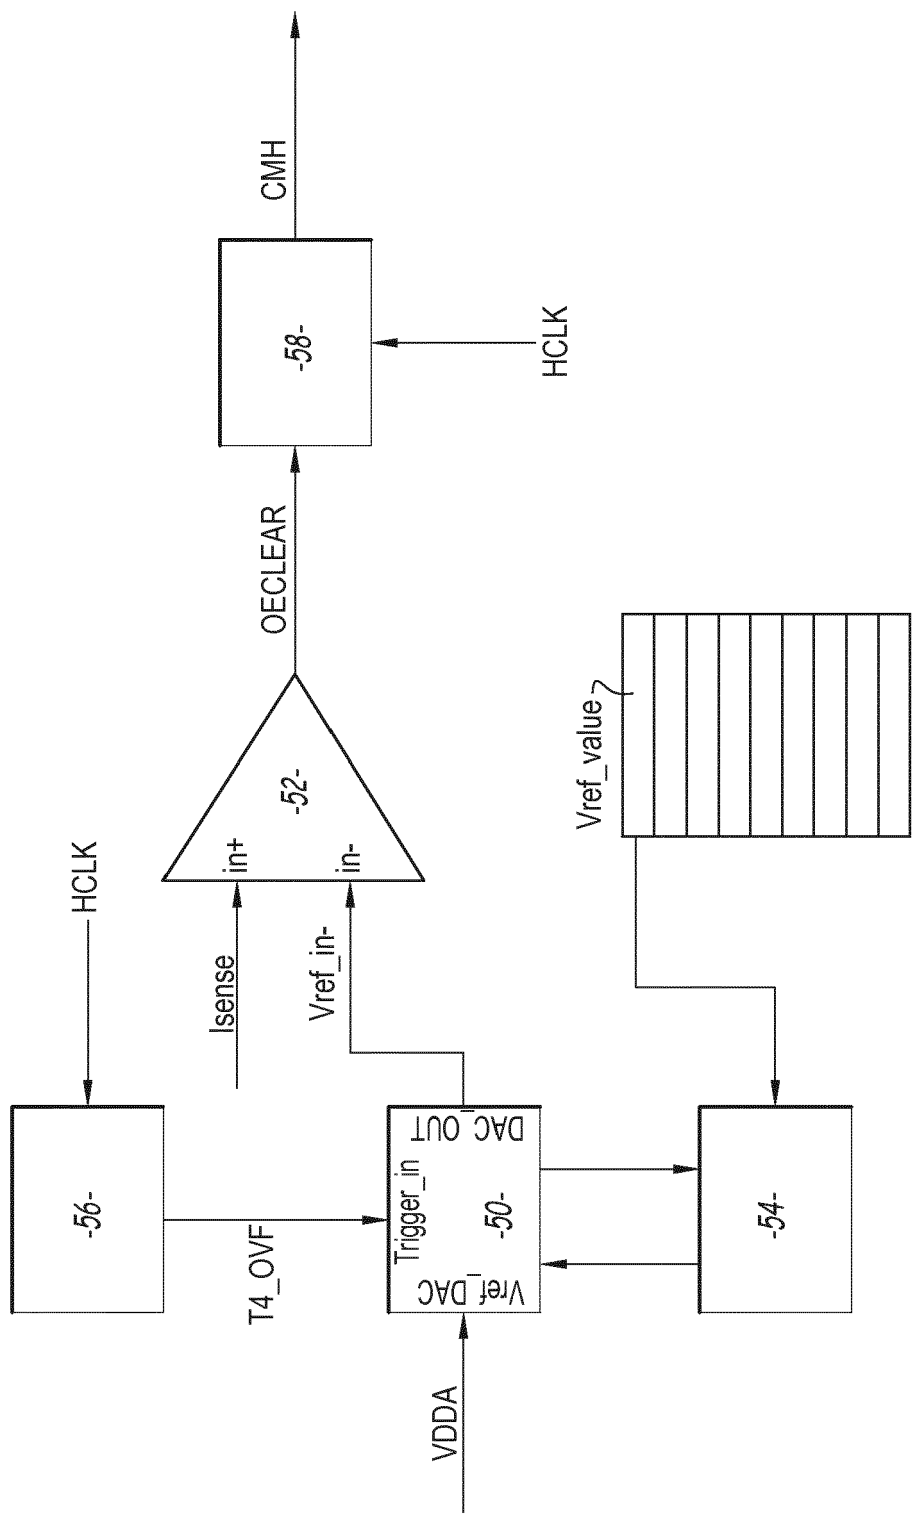 -56-
HCLK
T4_OVF
Isense
VDDA
Trigger_in
Vref_DAC
-50-
DAC_OUT
Vref_in-
in+
in-
-52-
OECLEAR
-58-
CMH
HCLK
-54-
Vref_value